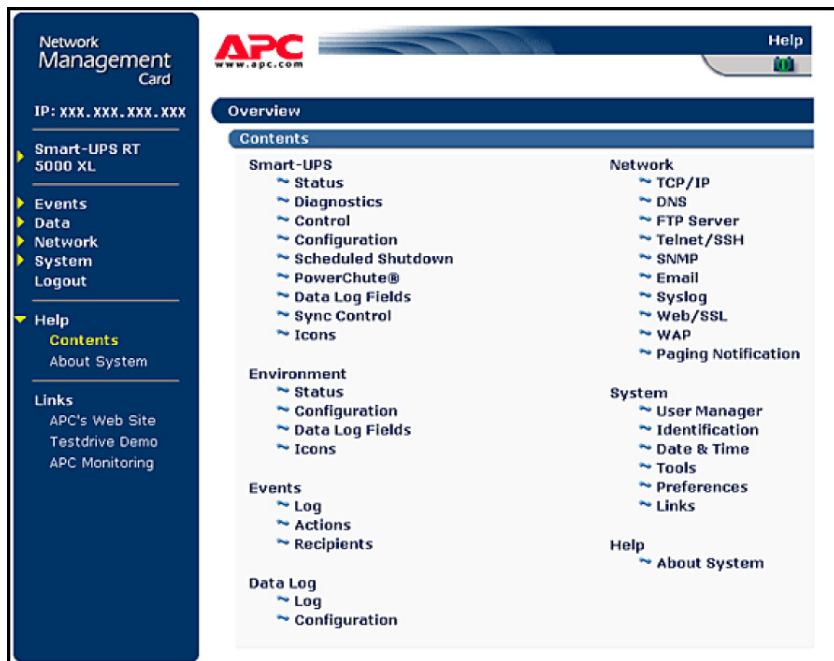 Network
Management
Card
IP: xxx.xxx.xxx.xxx
Smart-UPS RT
5000 XL
Events
Data
Network
System
Logout
Help
Contents
About System
Links
APC's Web Site
Testdrive Demo
APC Monitoring
APC
www.apc.com
Help
Overview
Contents
Smart-UPS
Status
Diagnostics
Control
Configuration
Scheduled Shutdown
PowerChute®
Data Log Fields
Sync Control
Icons
Environment
Status
Configuration
Data Log Fields
Icons
Events
Log
Actions
Recipients
Data Log
Log
Configuration
Network
TCP/IP
DNS
FTP Server
Telnet/SSH
SNMP
Email
Syslog
Web/SSL
WAP
Paging Notification
System
User Manager
Identification
Date & Time
Tools
Preferences
Links
Help
About System